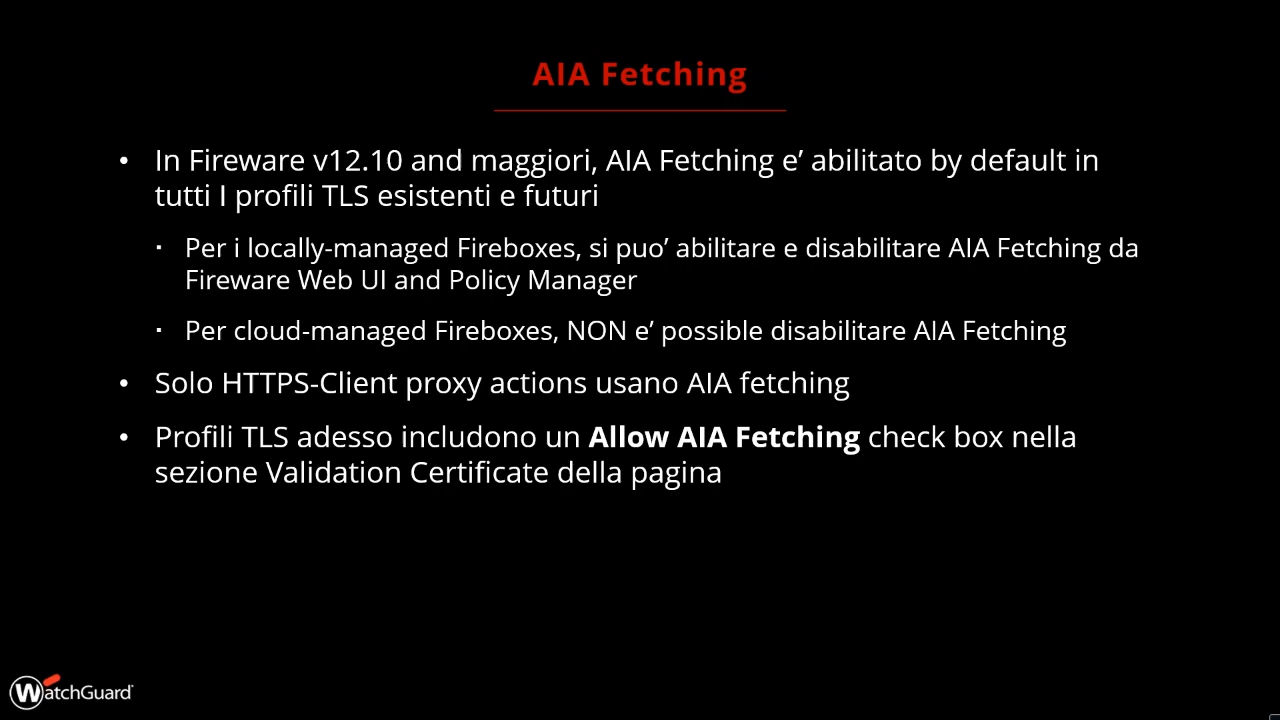 AIA Fetching
• In Fireware v12.10 and maggiori, AIA Fetching e’ abilitato by default in
tutti I profili TLS esistenti e futuri
▪ Per i locally-managed Fireboxes, si puo’ abilitare e disabilitare AIA Fetching da
Fireware Web UI and Policy Manager
▪ Per cloud-managed Fireboxes, NON e’ possible disabilitare AIA Fetching
• Solo HTTPS-Client proxy actions usano AIA fetching
• Profili TLS adesso includono un Allow AIA Fetching check box nella
sezione Validation Certificate della pagina
WatchGuard